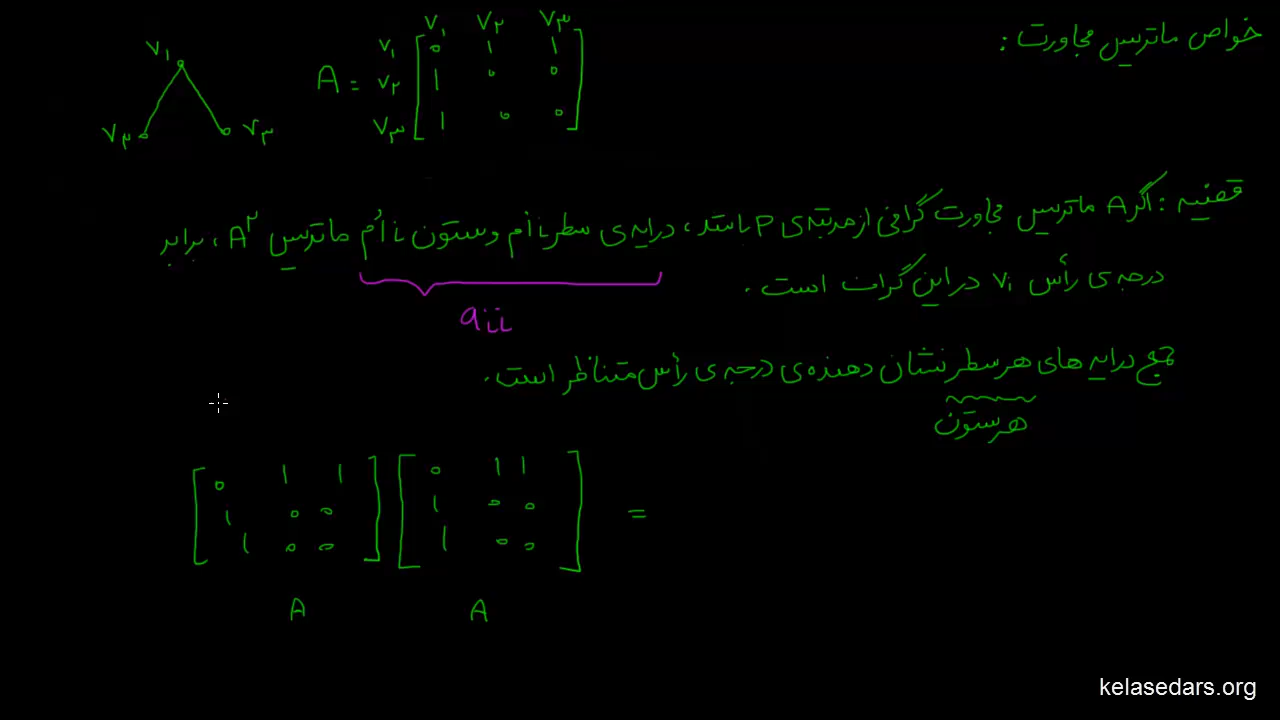 خواص ماتریس مجاورت :
V۱
V۲ V۳
V۱ V۲ V۳
V۱ ۰ ۱ ۱
A = V۲ ۱ ۰ ۰
V۳ ۱ ۰ ۰
قضیه : اگر A ماتریس مجاورت گرافی از مرتبه ی P باشد ، درایه ی سطر i اُم و ستون i اُم ماتریس A۲ ، برابر
درجه ی رأس vi در این گراف است .
aii
جمع درایه های هر سطر نشان دهنده ی درجه ی رأس متناظر است .
هر ستون
۰ ۱ ۱ ۰ ۱ ۱
۱ ۰ ۰ ۱ ۰ ۰ =
۱ ۰ ۰ ۱ ۰ ۰
A A
kelasedars.org